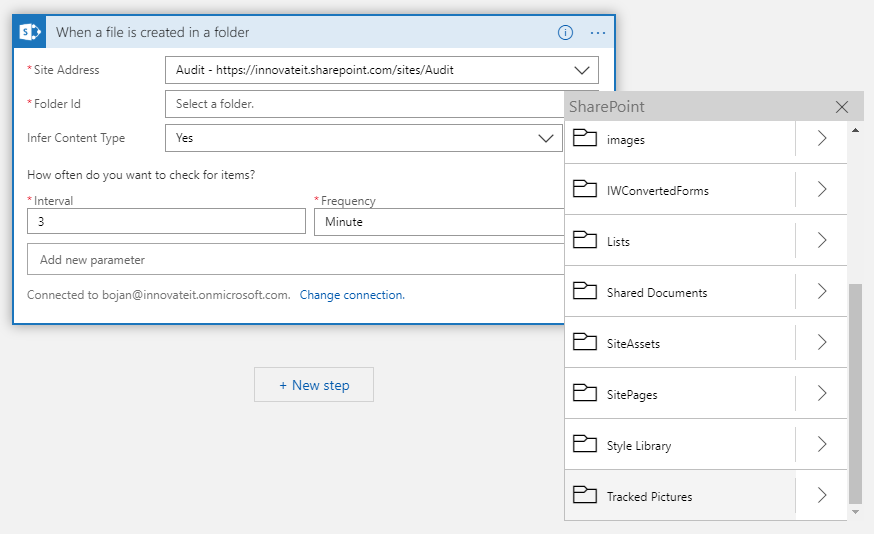 When a file is created in a folder
* Site Address
Audit - https://innovateit.sharepoint.com/sites/Audit
* Folder Id
Select a folder.
Infer Content Type
Yes
How often do you want to check for items?
* Interval
* Frequency
3
Minute
Add new parameter
Connected to bojan@innovateit.onmicrosoft.com. Change connection.
+ New step
SharePoint
images
IWConvertedForms
Lists
Shared Documents
SiteAssets
SitePages
Style Library
Tracked Pictures